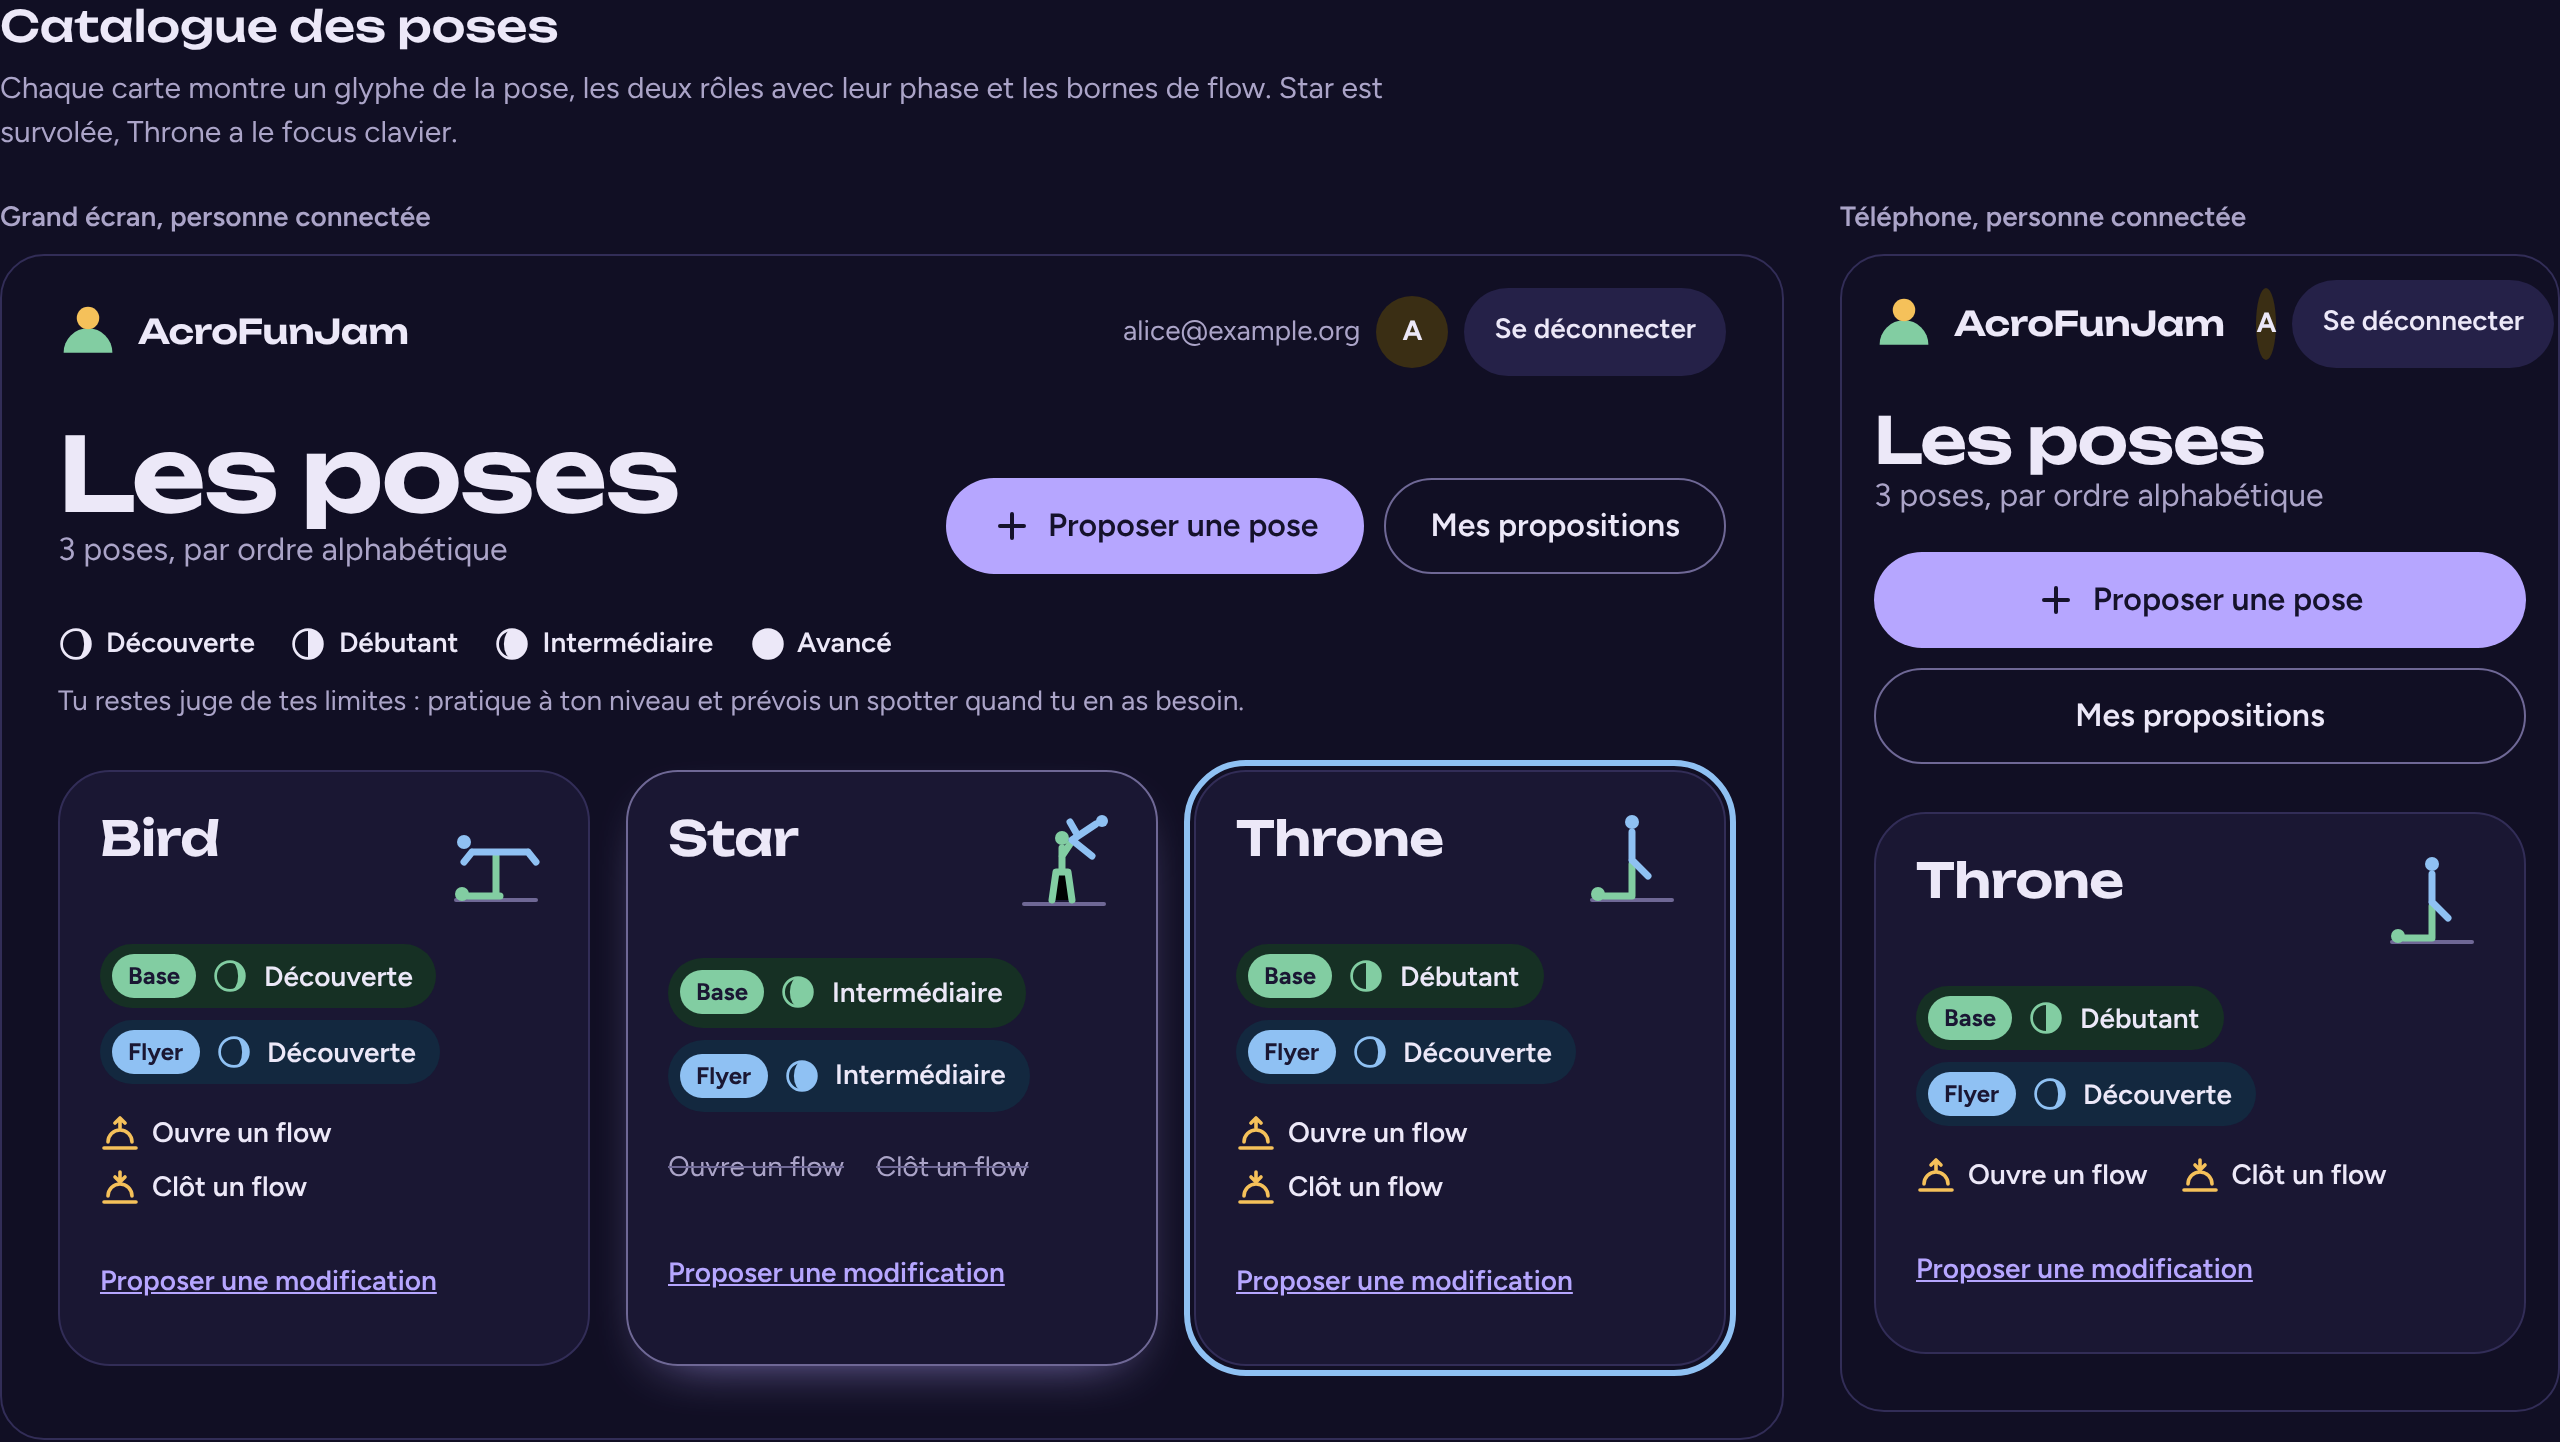 Catalogue des poses
Chaque carte montre un glyphe de la pose, les deux rôles avec leur phase et les bornes de flow. Star est
survolée, Throne a le focus clavier.
Grand écran, personne connectée
AcroFunJam
alice@example.org
A
Se déconnecter
Les poses
3 poses, par ordre alphabétique
Proposer une pose
Mes propositions
Découverte
Débutant
Intermédiaire
Avancé
Tu restes juge de tes limites : pratique à ton niveau et prévois un spotter quand tu en as besoin.
Bird
Base Découverte
Flyer Découverte
Ouvre un flow
Clôt un flow
Proposer une modification
Star
Base Intermédiaire
Flyer Intermédiaire
Ouvre un flow Clôt un flow
Proposer une modification
Throne
Base Débutant
Flyer Découverte
Ouvre un flow
Clôt un flow
Proposer une modification
Téléphone, personne connectée
AcroFunJam
A
Se déconnecter
Les poses
3 poses, par ordre alphabétique
Proposer une pose
Mes propositions
Throne
Base Débutant
Flyer Découverte
Ouvre un flow Clôt un flow
Proposer une modification